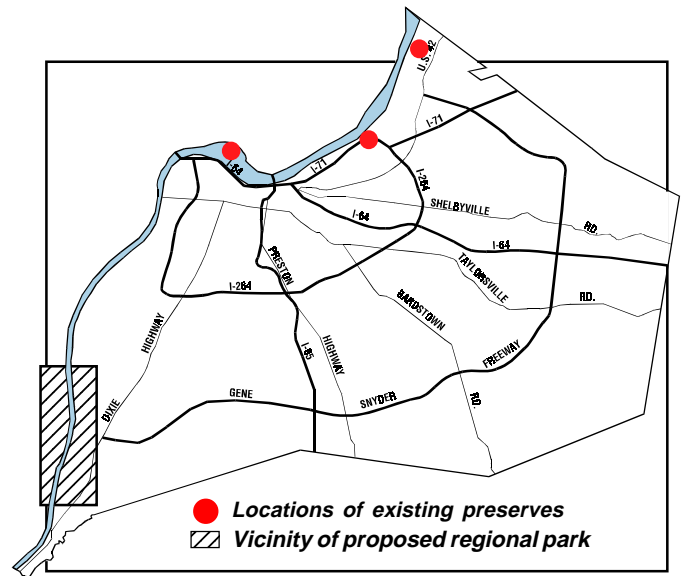 U.S. 42
I-71
I-64
I-71
I-264
SHELBYVILLE RD.
I-64
I-64
TAYLORSVILLE RD.
PRESTON HIGHWAY
I-264
BARDSTOWN RD.
DIXIE HIGHWAY
I-65
GENE SNYDER FREEWAY
Locations of existing preserves
Vicinity of proposed regional park